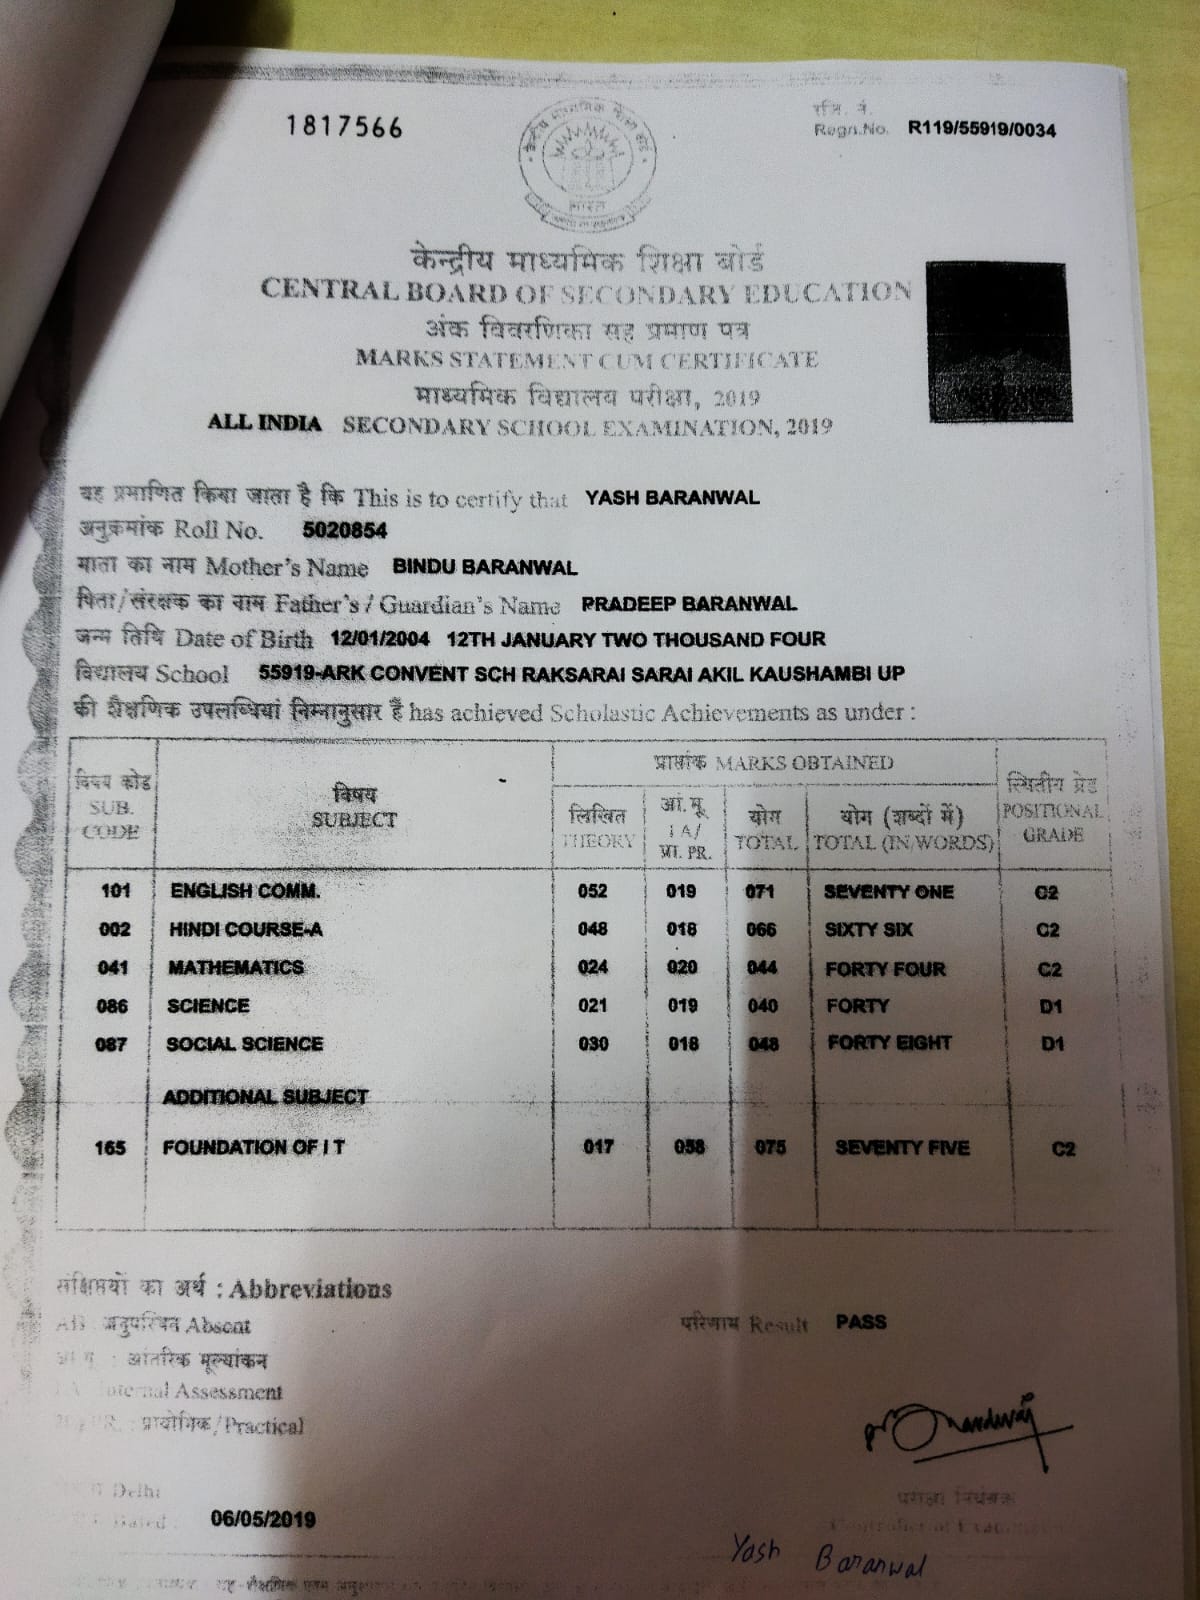 1817566
रजि. नं.
Regn.No. R119/55919/0034
भारत
केन्द्रीय माध्यमिक शिक्षा बोर्ड
CENTRAL BOARD OF SECONDARY EDUCATION
अंक विवरणिका सह प्रमाण पत्र
MARKS STATEMENT CUM CERTIFICATE
माध्यमिक विद्यालय परीक्षा, 2019
ALL INDIA SECONDARY SCHOOL EXAMINATION, 2019
यह प्रमाणित किया जाता है कि This is to certify that YASH BARANWAL
अनुक्रमांक Roll No. 5020854
माता का नाम Mother's Name BINDU BARANWAL
पिता/संरक्षक का नाम Father's / Guardian's Name PRADEEP BARANWAL
जन्म तिथि Date of Birth 12/01/2004 12TH JANUARY TWO THOUSAND FOUR
विद्यालय School 55919-ARK CONVENT SCH RAKSARAI SARAI AKIL KAUSHAMBI UP
की शैक्षणिक उपलब्धियां निम्नानुसार हैं has achieved Scholastic Achievements as under :
विषय कोड SUB. CODE विषय SUBJECT प्राप्तांक MARKS OBTAINED स्थितीय ग्रेड POSITIONAL GRADE
लिखित THEORY आं.मू. I A/ प्रा. PR. योग TOTAL योग (शब्दों में) TOTAL (IN WORDS)
101 ENGLISH COMM. 052 019 071 SEVENTY ONE C2
002 HINDI COURSE-A 048 018 066 SIXTY SIX C2
041 MATHEMATICS 024 020 044 FORTY FOUR C2
086 SCIENCE 021 019 040 FORTY D1
087 SOCIAL SCIENCE 030 018 048 FORTY EIGHT D1
ADDITIONAL SUBJECT
165 FOUNDATION OF I T 017 058 075 SEVENTY FIVE C2
का अर्थ : Abbreviations
Absent
परिणाम Result PASS
आंतरिक मूल्यांकन
Internal Assessment
PR. : प्रायोगिक/Practical
Delhi
परीक्षा नियंत्रक
Dated 06/05/2019
Controller of
Yash Baranwal